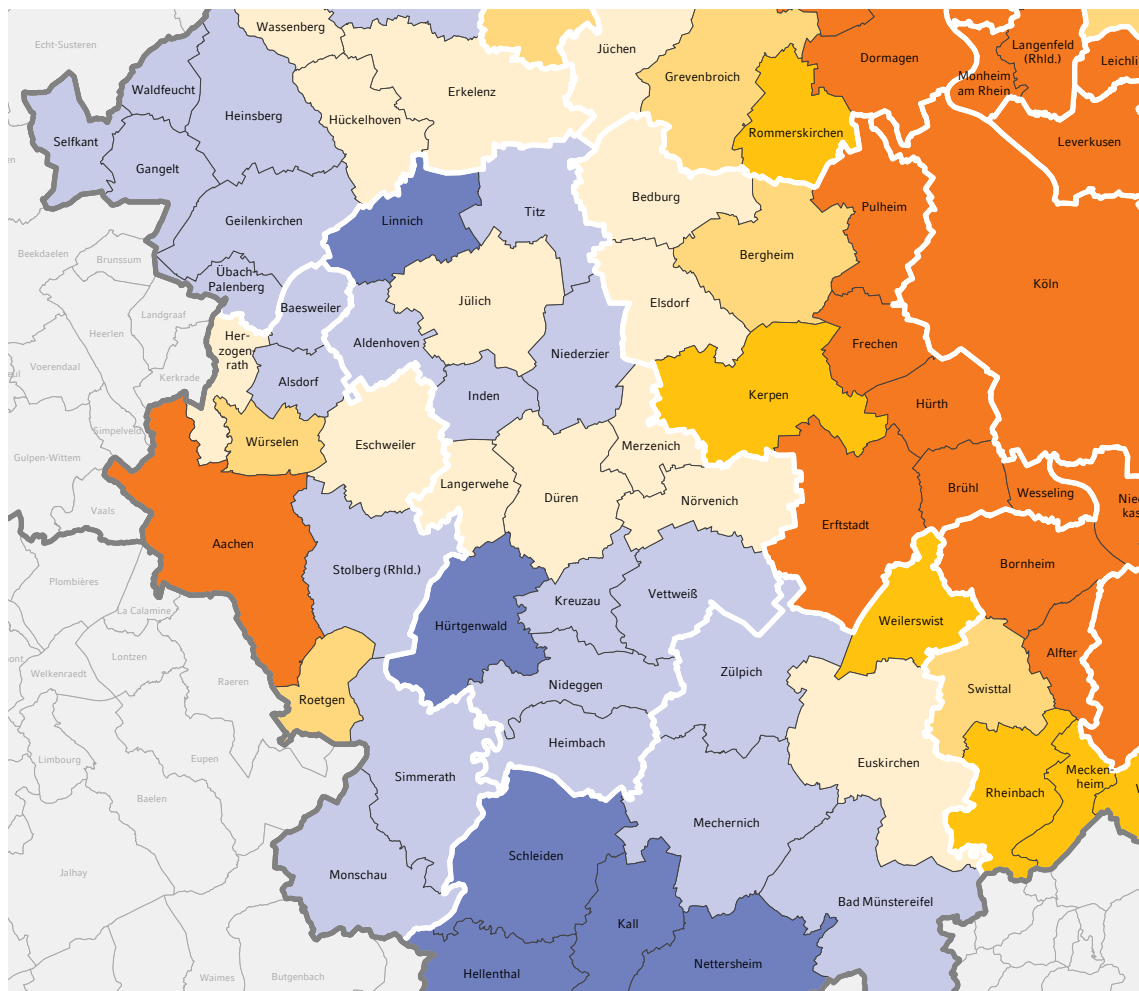 Echt-Susteren
Wassenberg
Jüchen
Dormagen
Langenfeld
(Rhld.)
Leichli
Monheim
am Rhein
Grevenbroich
Waldfeucht
Erkelenz
Heinsberg
Hückelhoven
Rommerskirchen
Selfkant
Leverkusen
Gangelt
en
Bedburg
Pulheim
Titz
Linnich
Geilenkirchen
Beekdaelen
Brunssum
Bergheim
Übach-
Palenberg
Köln
Baesweiler
Jülich
Elsdorf
Landgraaf
Heerlen
Her-
zogen-
rath
Aldenhoven
Niederzier
Frechen
Voerendaal
eul
Kerkrade
Alsdorf
Inden
Kerpen
Hürth
Simpelveld
Würselen
Eschweiler
Merzenich
Gulpen-Wittem
Langerwehe
Düren
Nörvenich
Brühl
Wesseling
Nied
kas
Vaals
Erftstadt
Aachen
Stolberg (Rhld.)
Bornheim
Plombières
Kreuzau
Vettweiß
La Calamine
Hürtgenwald
Weilerswist
Lontzen
mont
Welkenraedt
Raeren
Alfter
Zülpich
Nideggen
Swisttal
Roetgen
Heimbach
Limbourg
Eupen
Euskirchen
Simmerath
Mecken-
heim
W
Rheinbach
Baelen
Mechernich
Schleiden
Jalhay
Monschau
Bad Münstereifel
Kall
Nettersheim
Hellenthal
Waimes
Butgenbach